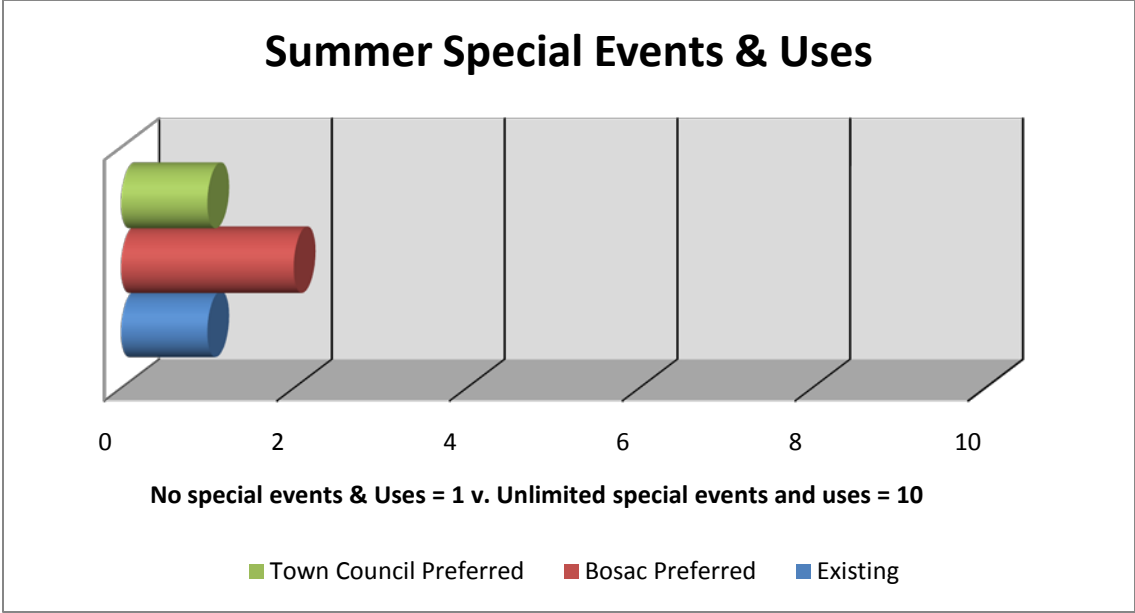 Summer Special Events & Uses
0 2 4 6 8 10
No special events & Uses = 1 v. Unlimited special events and uses = 10
Town Council Preferred Bosac Preferred Existing